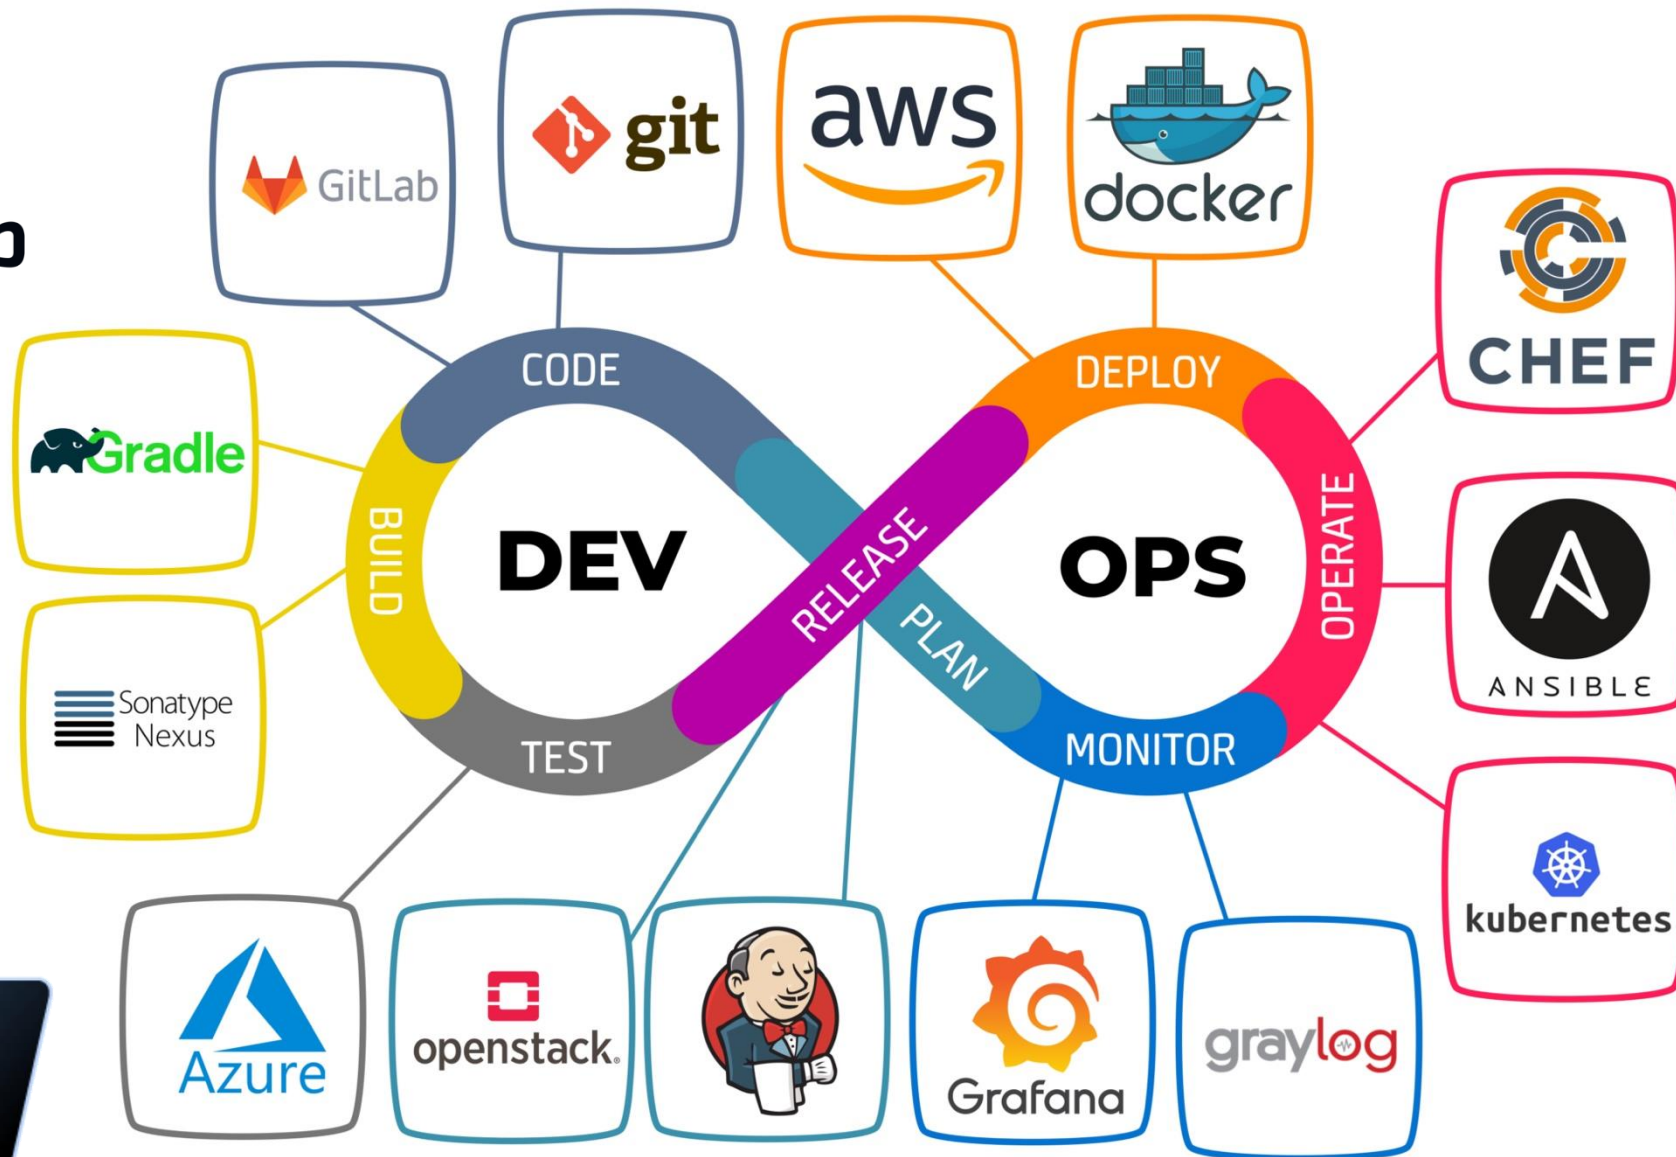 GitLab
git
aws
docker
CHEF
Gradle
CODE
DEPLOY
BUILD
DEV
RELEASE
PLAN
OPS
OPERATE
ANSIBLE
Sonatype
Nexus
TEST
MONITOR
kubernetes
Azure
openstack®
Grafana
graylog